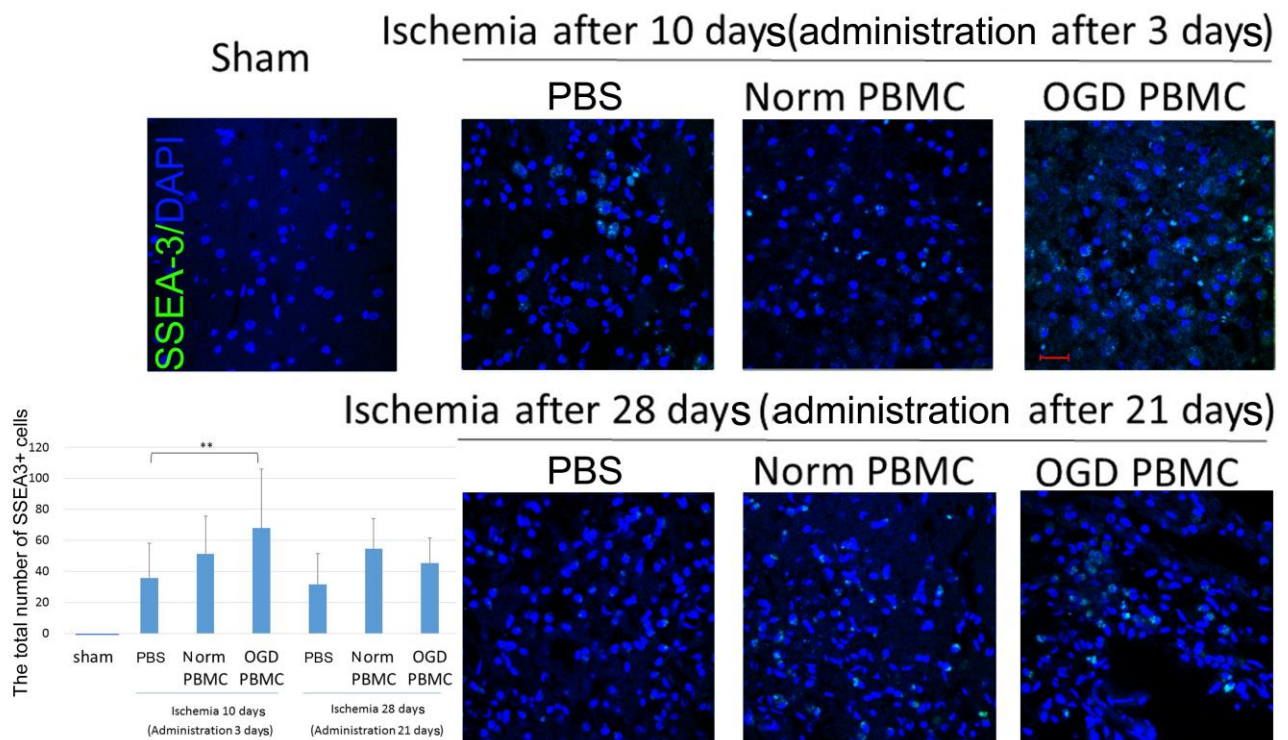 Sham
Ischemia after 10 days(administration after 3 days)
PBS
Norm PBMC
OGD PBMC
SSEA-3/DAPI
Ischemia after 28 days (administration after 21 days)
PBS
Norm PBMC
OGD PBMC
The total number of SSEA3+ cells
120
100
80
60
40
20
0
**
sham
PBS
Norm
PBMC
OGD
PBMC
PBS
Norm
PBMC
OGD
PBMC
Ischemia 10 days
(Administration 3 days)
Ischemia 28 days
(Administration 21 days)